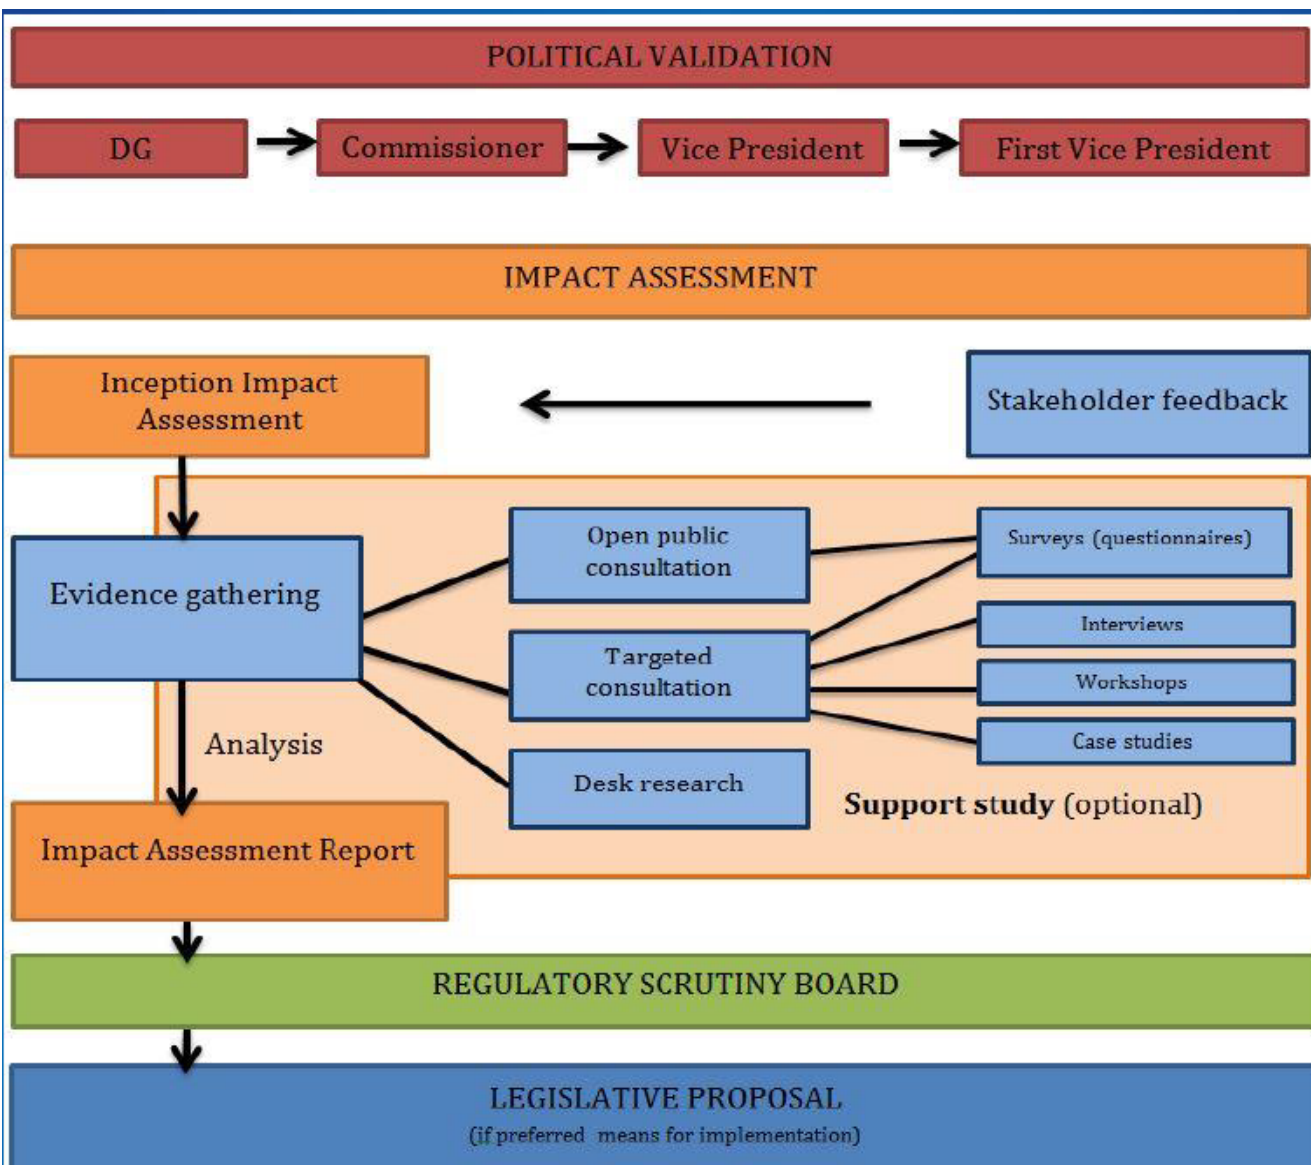 POLITICAL VALIDATION
DG
Commissioner
Vice President
First Vice President
IMPACT ASSESSMENT
Inception Impact
Assessment
Stakeholder feedback
Evidence gathering
Open public
consultation
Surveys (questionnaires)
Targeted
consultation
Interviews
Workshops
Case studies
Analysis
Desk research
Support study (optional)
Impact Assessment Report
REGULATORY SCRUTINY BOARD
LEGISLATIVE PROPOSAL
(if preferred means for implementation)